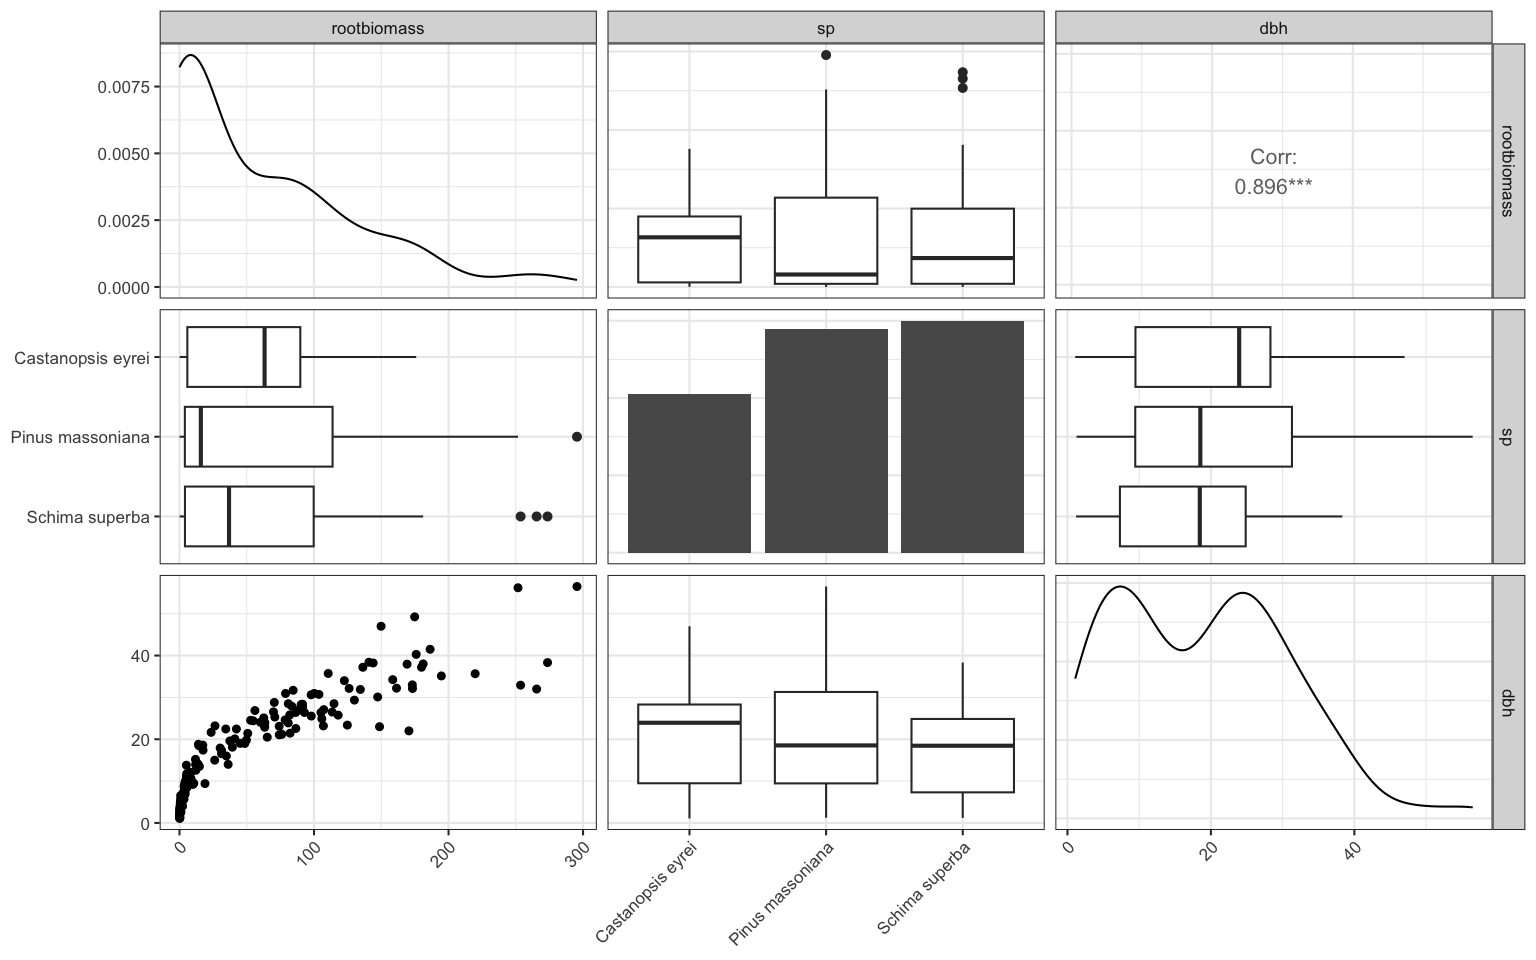 rootbiomass
sp
dbh
0.0075
0.0050
0.0025
0.0000
Corr:
0.896***
rootbiomass
Castanopsis eyrei
Pinus massoniana
Schima superba
sp
40
20
0
dbh
0
100
200
300
Castanopsis eyrei
Pinus massoniana
Schima superba
0
20
40